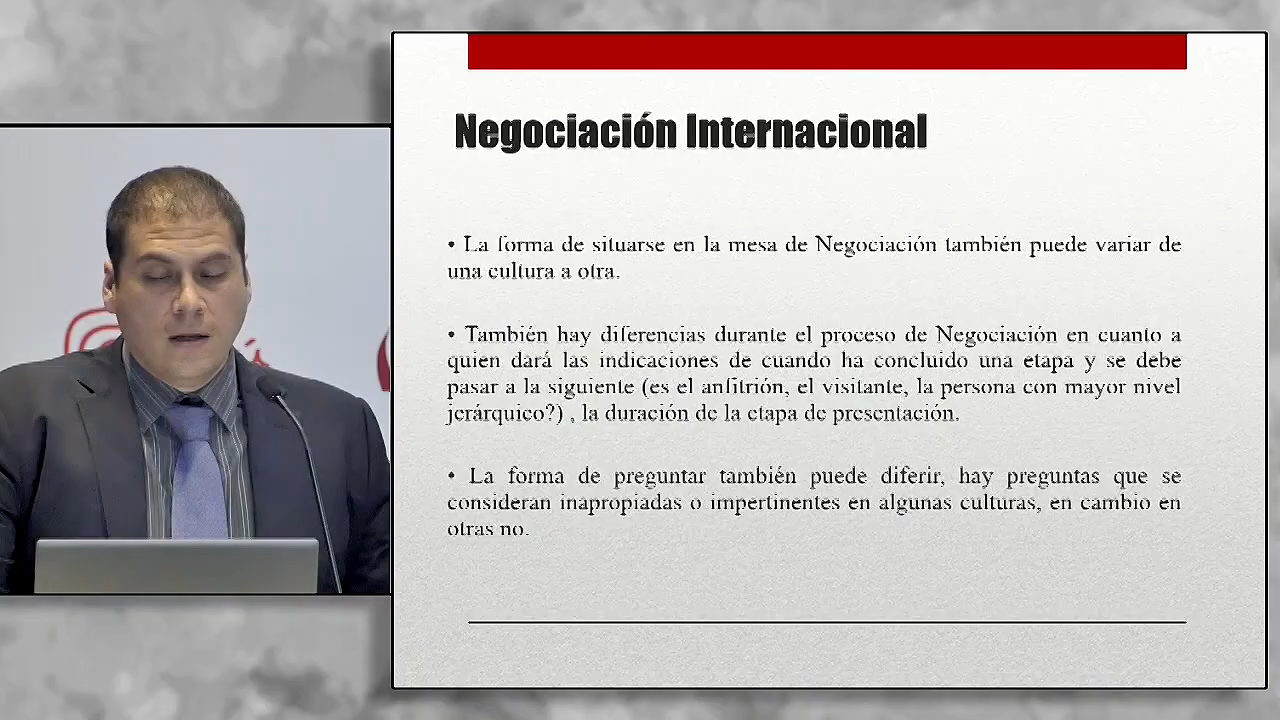 Negociación Internacional
• La forma de situarse en la mesa de Negociación también puede variar de
una cultura a otra.
• También hay diferencias durante el proceso de Negociación en cuanto a
quien dará las indicaciones de cuando ha concluido una etapa y se debe
pasar a la siguiente (es el anfitrión, el visitante, la persona con mayor nivel
jerárquico?) , la duración de la etapa de presentación.
• La forma de preguntar también puede diferir, hay preguntas que se
consideran inapropiadas o impertinentes en algunas culturas, en cambio en
otras no.